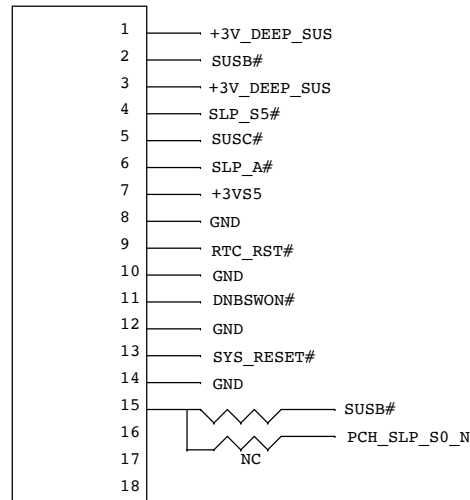 1 +3V_DEEP_SUS
2 SUSB#
3 +3V_DEEP_SUS
4 SLP_S5#
5 SUSC#
6 SLP_A#
7 +3VS5
8 GND
9 RTC_RST#
10 GND
11 DNBSWON#
12 GND
13 SYS_RESET#
14 GND
15 SUSB#
16 PCH_SLP_S0_N
17 NC
18